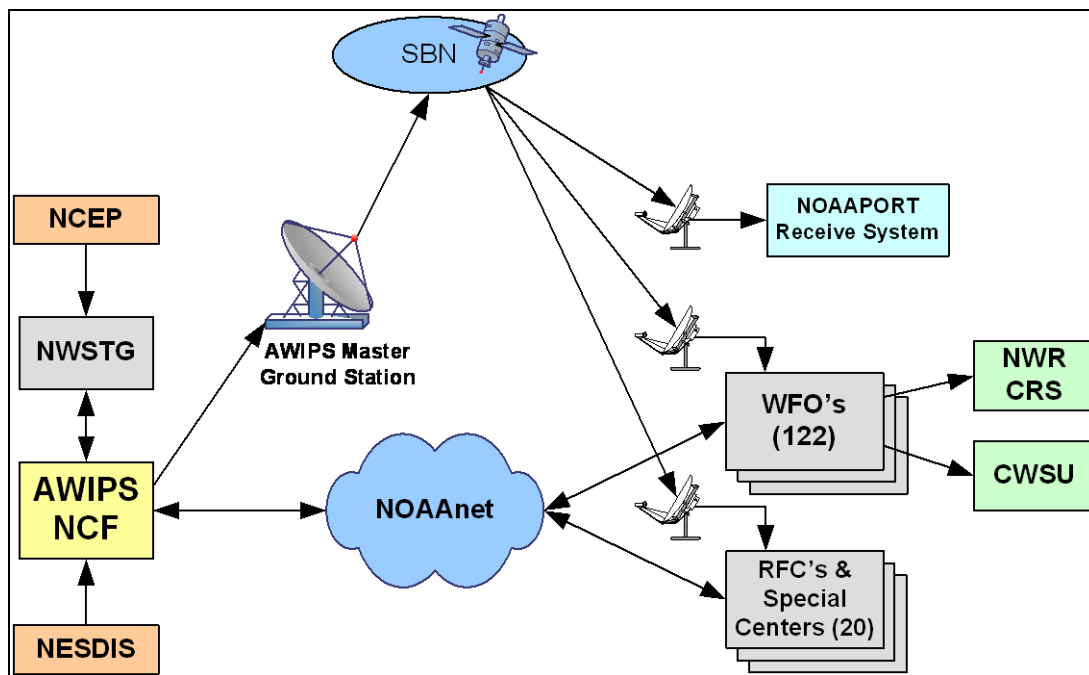 SBN
NCEP
NOAAPORT
Receive System
NWSTG
AWIPS Master
Ground Station
NWR
CRS
WFO's
(122)
CWSU
AWIPS
NCF
NOAAnet
RFC's &
Special
Centers (20)
NESDIS